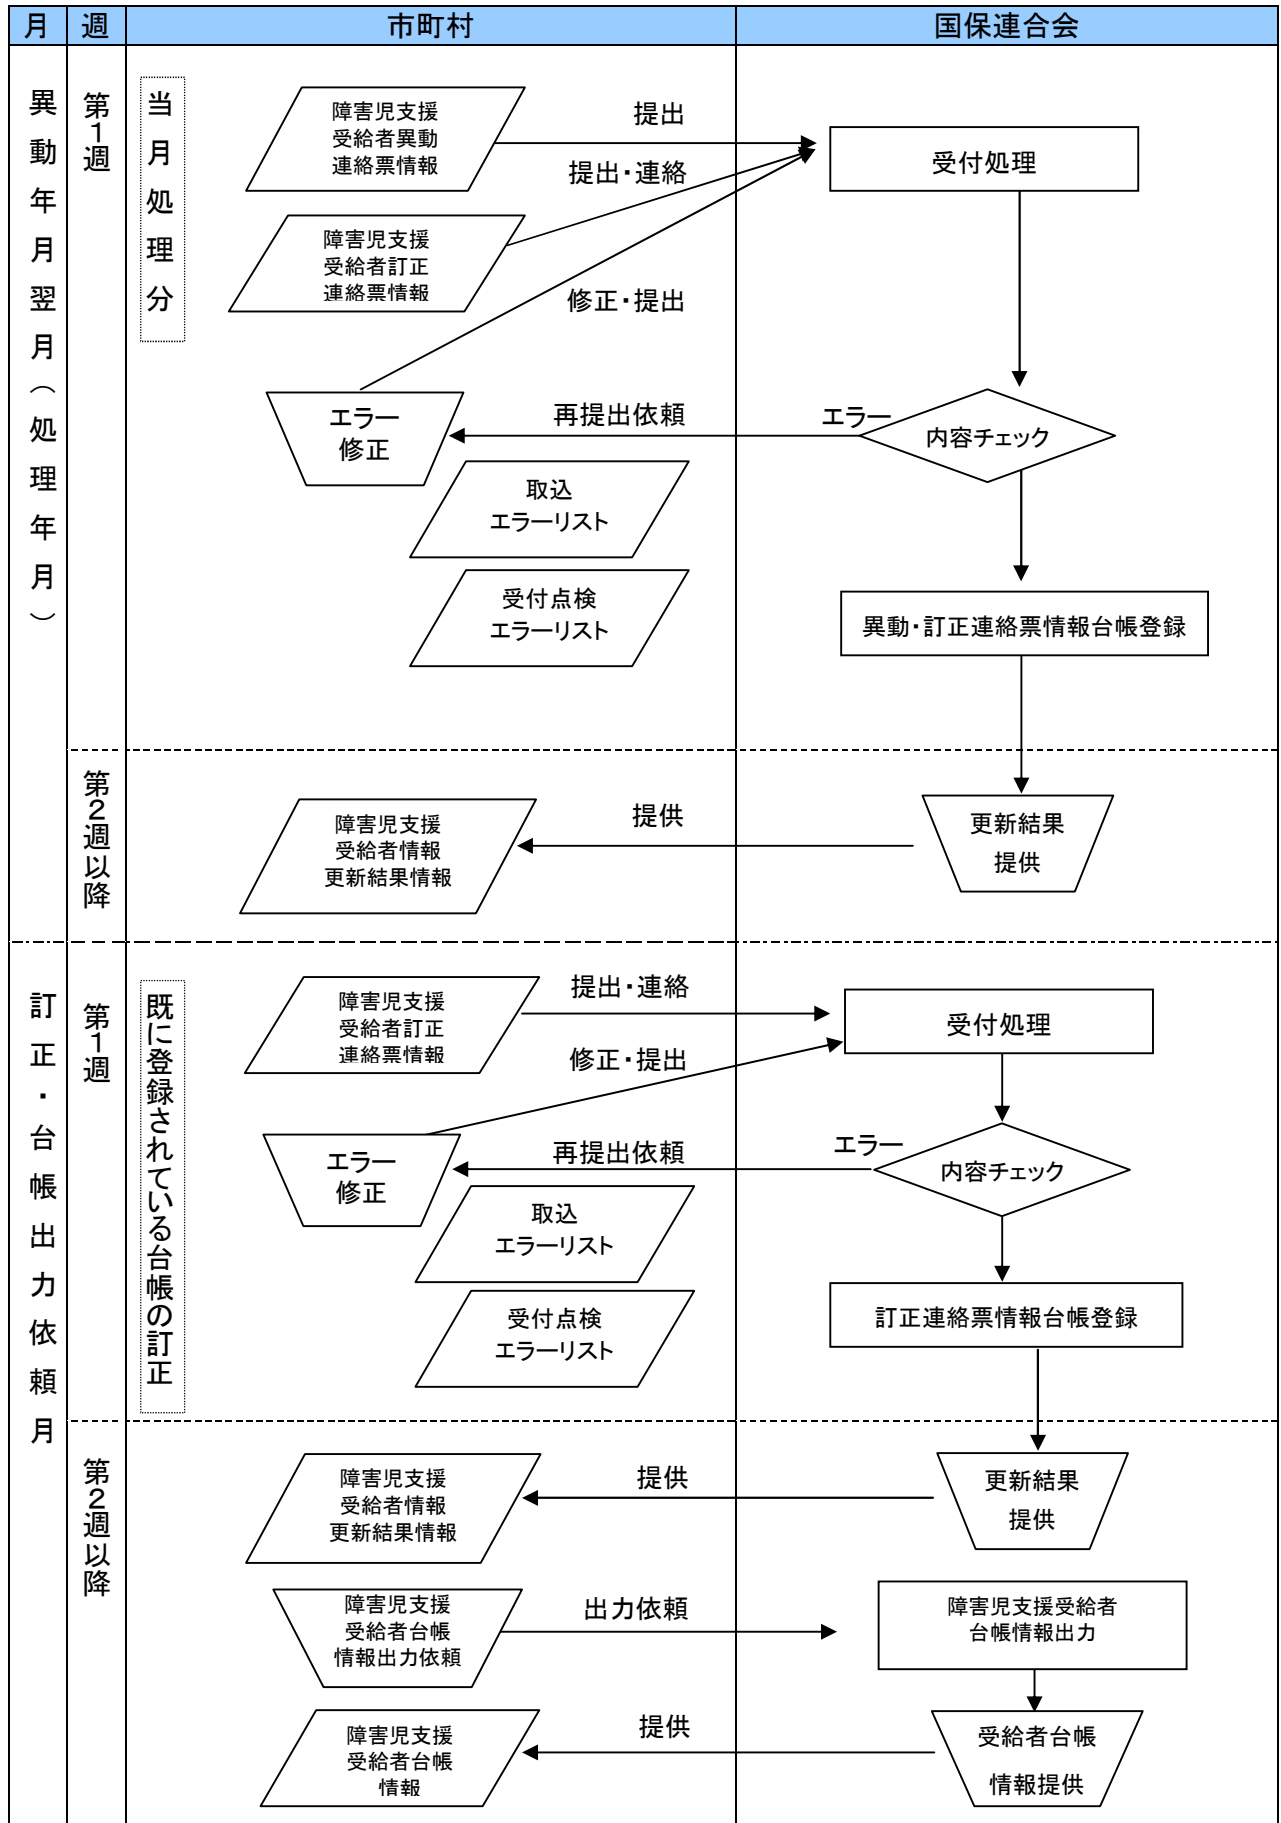 月
週
市町村
国保連合会
異動年月翌月（処理年月）
第1週
当月処理分
障害児支援
受給者異動
連絡票情報
提出
受付処理
提出・連絡
障害児支援
受給者訂正
連絡票情報
修正・提出
エラー
修正
再提出依頼
エラー
内容チェック
取込
エラーリスト
受付点検
エラーリスト
異動・訂正連絡票情報台帳登録
第2週以降
障害児支援
受給者情報
更新結果情報
提供
更新結果
提供
訂正・台帳出力依頼月
第1週
既に登録されている台帳の訂正
障害児支援
受給者訂正
連絡票情報
提出・連絡
受付処理
修正・提出
エラー
修正
再提出依頼
エラー
内容チェック
取込
エラーリスト
受付点検
エラーリスト
訂正連絡票情報台帳登録
第2週以降
障害児支援
受給者情報
更新結果情報
提供
更新結果
提供
障害児支援
受給者台帳
情報出力依頼
出力依頼
障害児支援受給者
台帳情報出力
障害児支援
受給者台帳
情報
提供
受給者台帳
情報提供